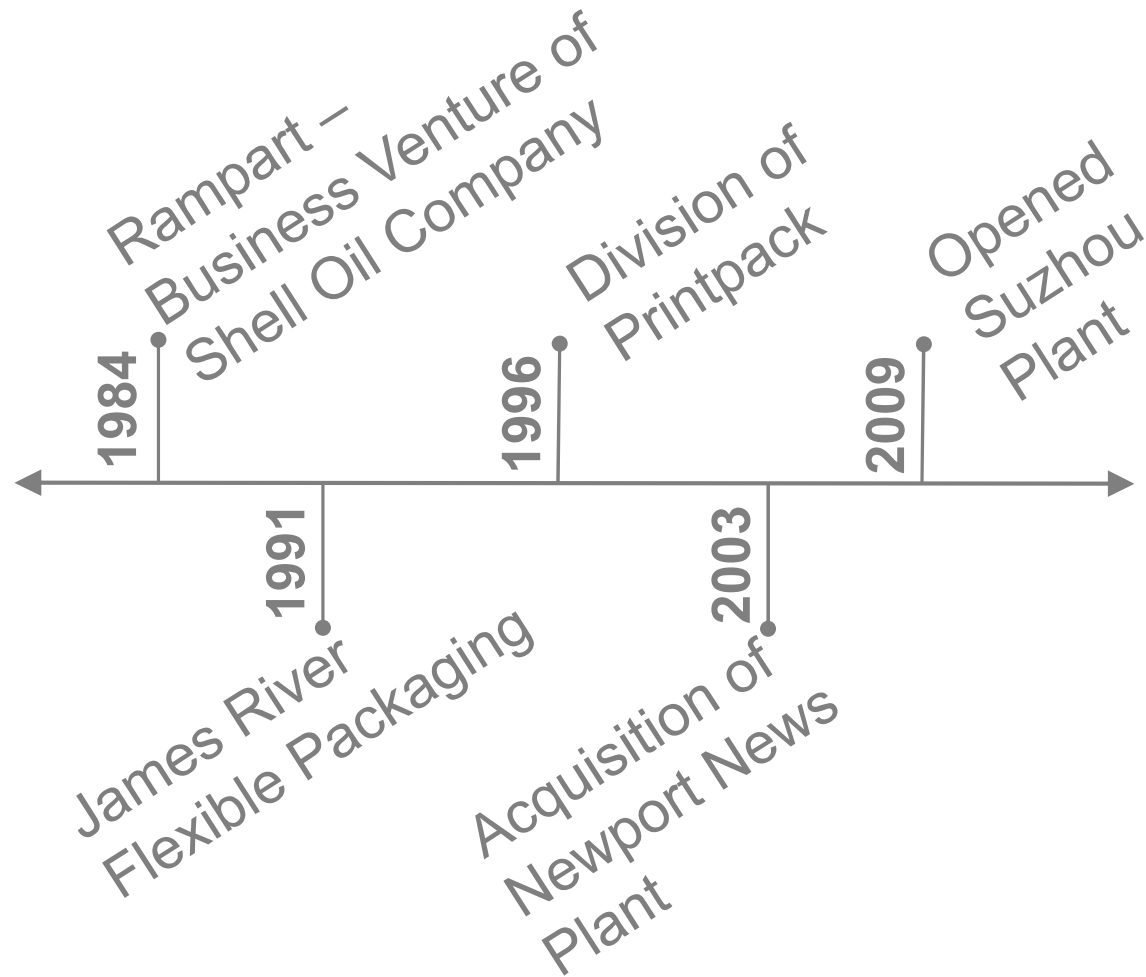 1984
Rampart –
Business Venture of
Shell Oil Company
1991
James River
Flexible Packaging
1996
Division of
Printpack
2003
Acquisition of
Newport News
Plant
2009
Opened
Suzhou
Plant